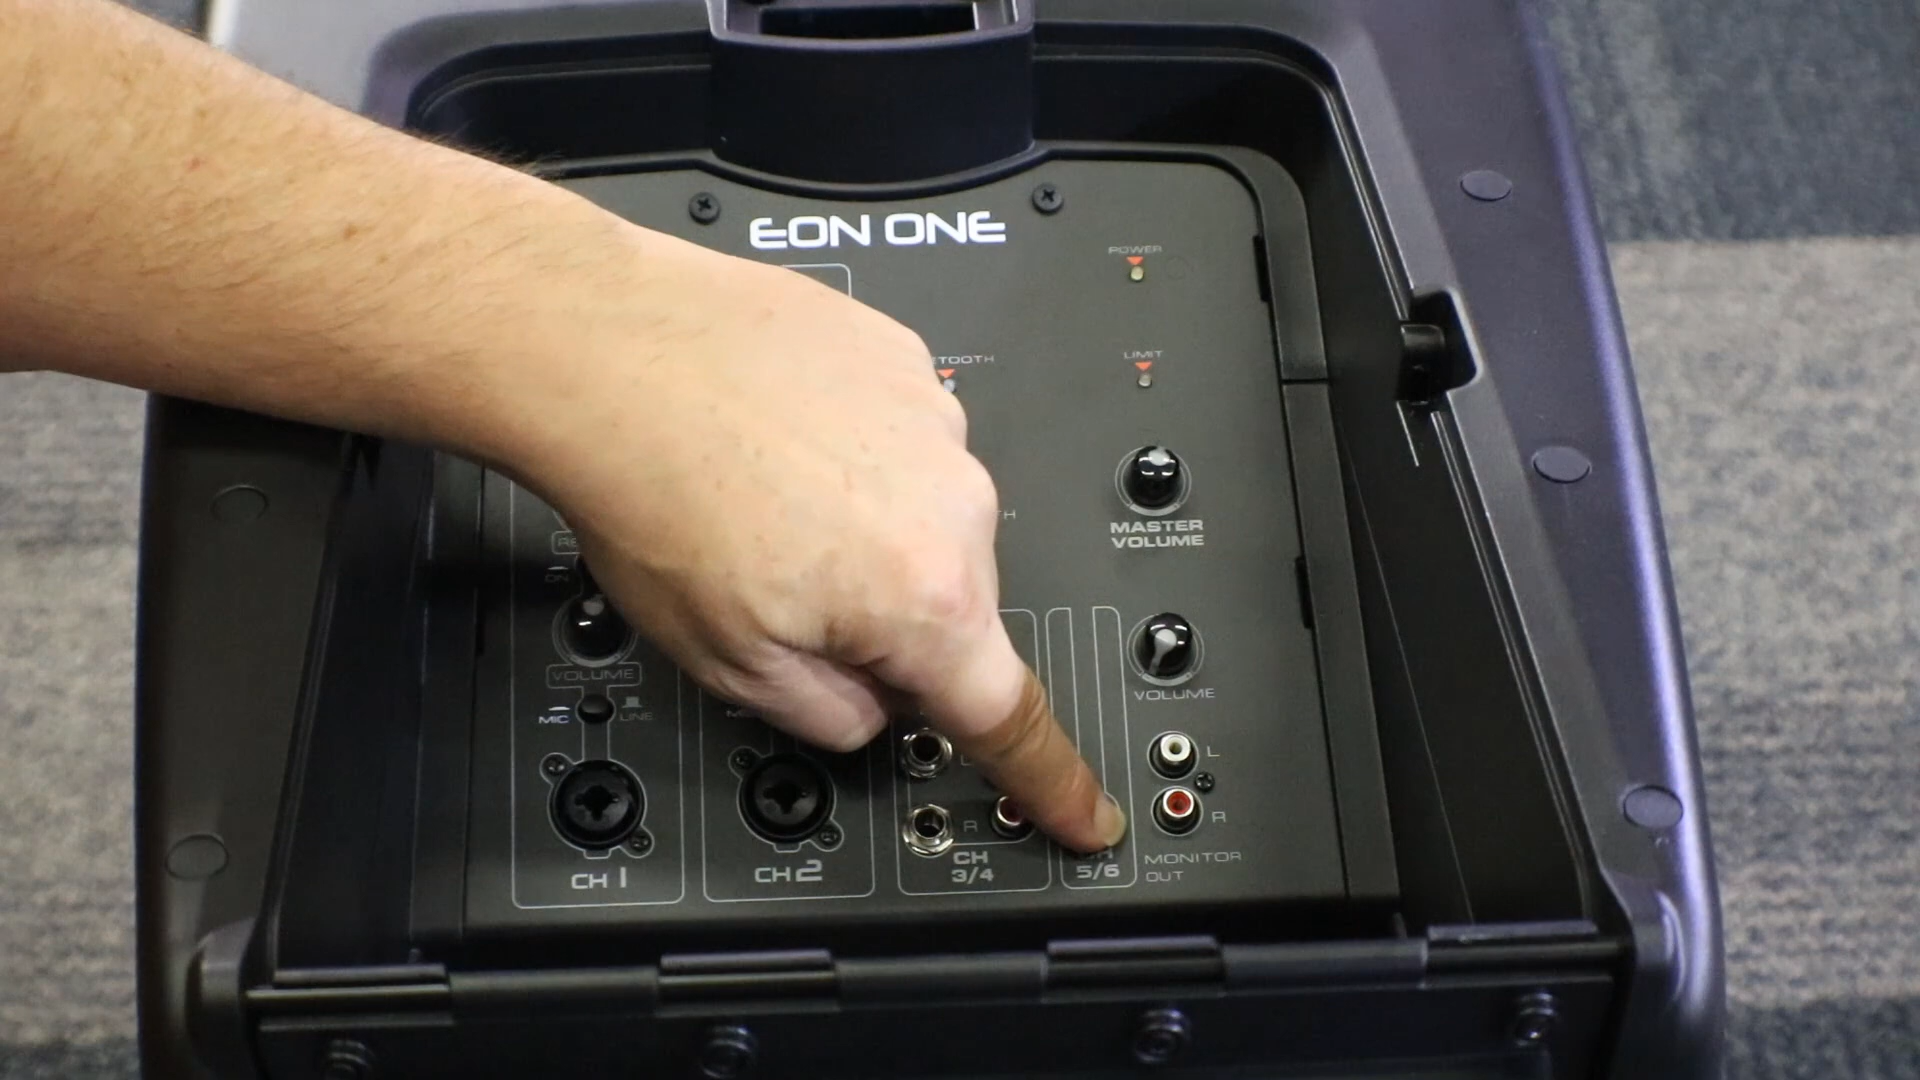 EON ONE
POWER
LIMIT
MASTER
VOLUME
ON
VOLUME
VOLUME
MIC
LINE
L
R
R
CH 1
CH 2
CH
3/4
5/6
MONITOR
OUT